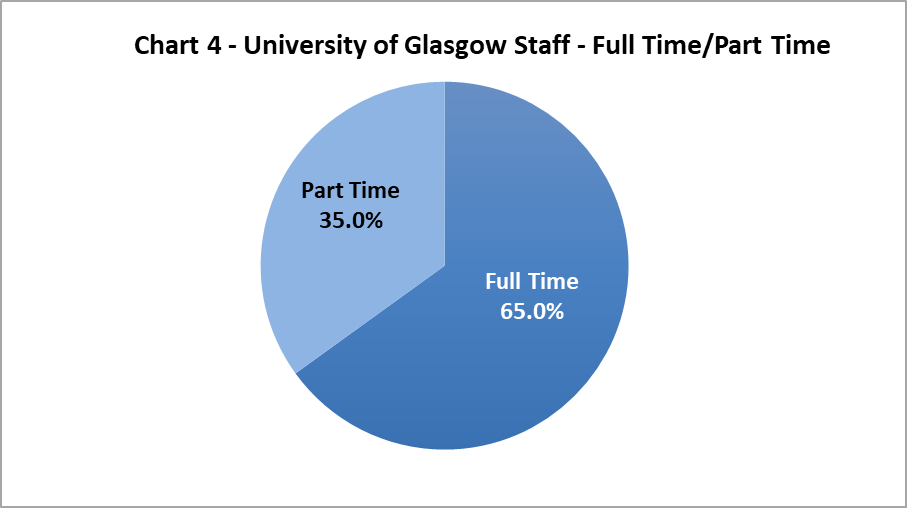 Chart 4 - University of Glasgow Staff - Full Time/Part Time
Part Time
35.0%
Full Time
65.0%